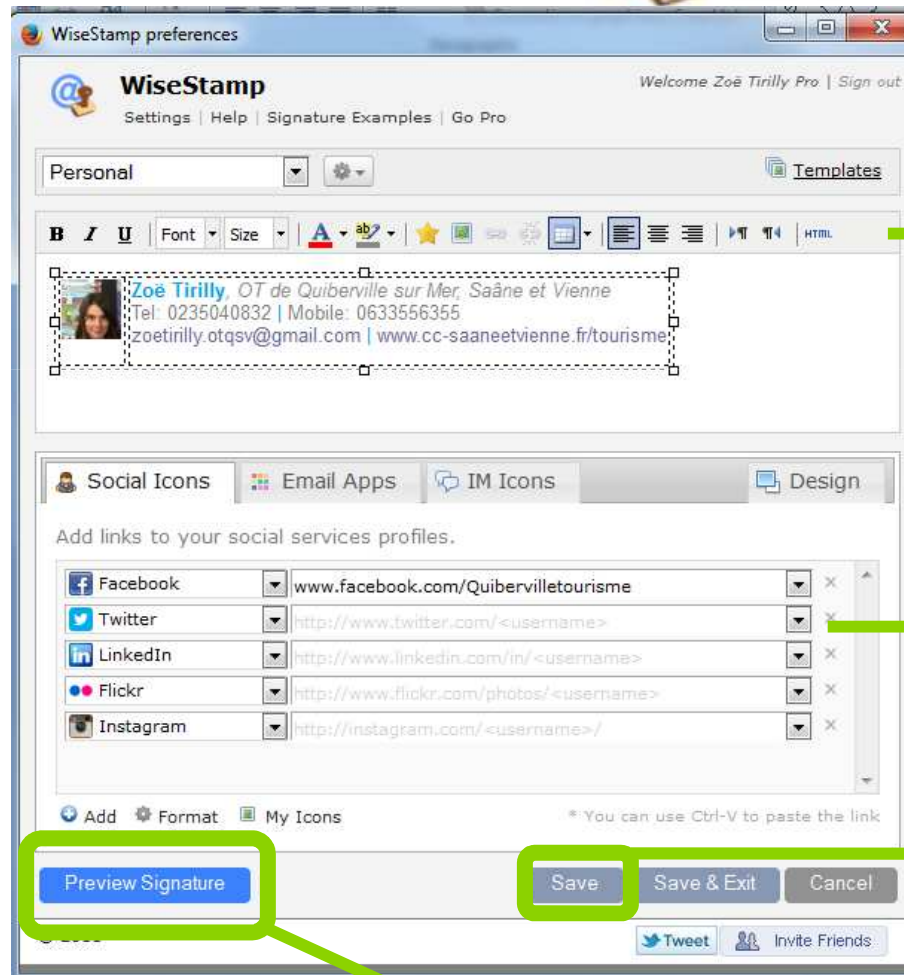 WiseStamp preferences
WiseStamp
Welcome Zoë Tirilly Pro | Sign out
Settings | Help | Signature Examples | Go Pro
Personal
Templates
B I U Font Size A ab HTML
Zoë Tirilly, OT de Quiberville sur Mer, Saâne et Vienne
Tel: 0235040832 | Mobile: 0633556355
zoetirilly.otqsv@gmail.com | www.cc-saaneetvienne.fr/tourisme
Social Icons Email Apps IM Icons Design
Add links to your social services profiles.
Facebook www.facebook.com/Quibervilletourisme
Twitter http://www.twitter.com/<username>
LinkedIn http://www.linkedin.com/in/<username>
Flickr http://www.flickr.com/photos/<username>
Instagram http://instagram.com/<username>/
Add Format My Icons * You can use Ctrl-V to paste the link
Preview Signature Save Save & Exit Cancel
Tweet Invite Friends